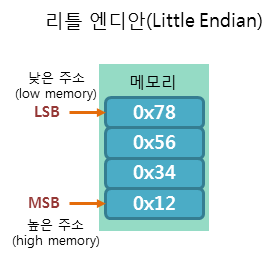 리틀 엔디안(Little Endian)
낮은 주소
(low memory)
메모리
LSB
0x78
0x56
0x34
MSB
0x12
높은 주소
(high memory)